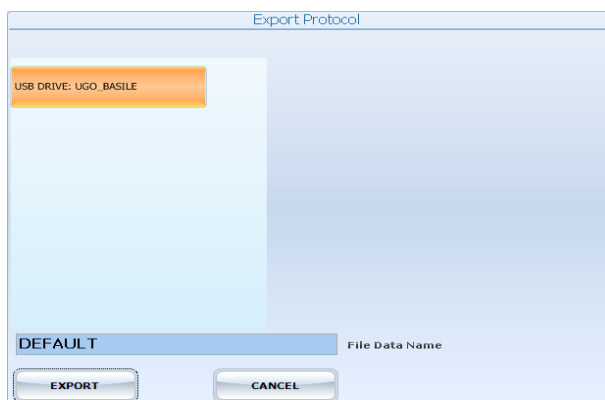 Export Protocol
USB DRIVE: UGO_BASILE
DEFAULT
File Data Name
EXPORT
CANCEL